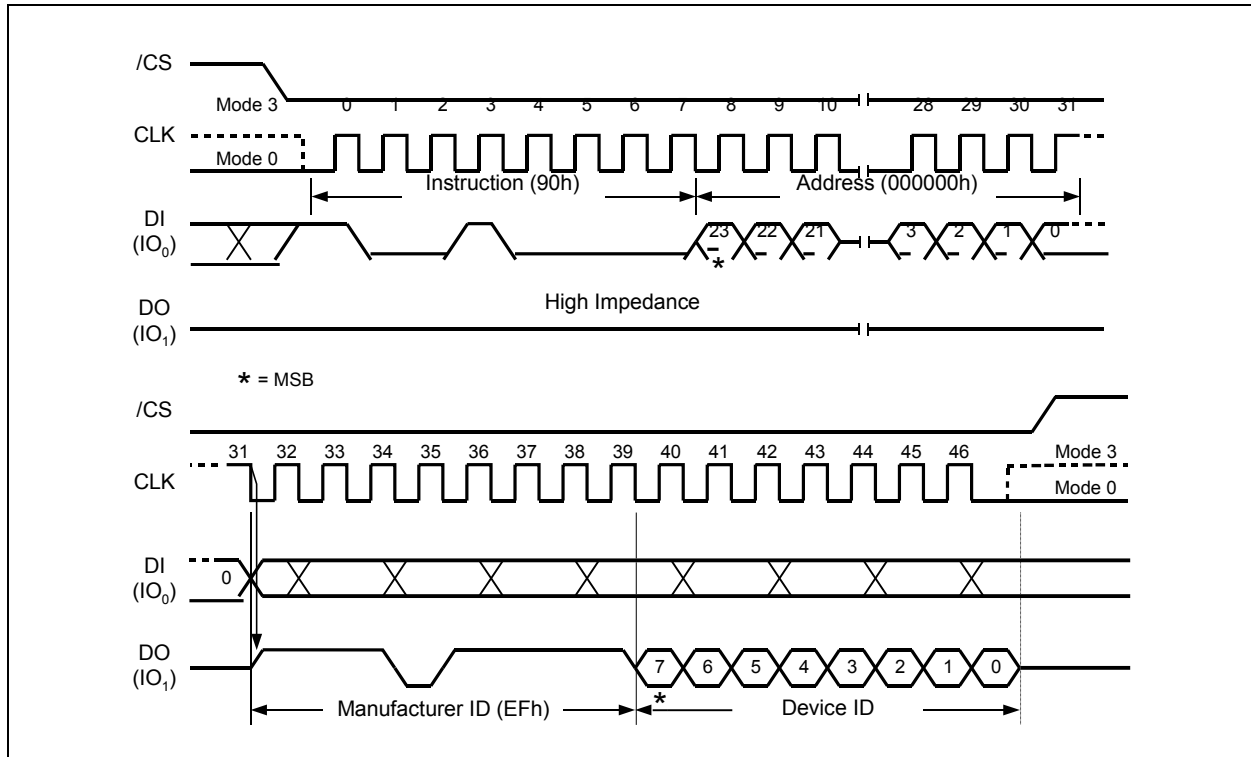 /CS
Mode 3 0 1 2 3 4 5 6 7 8 9 10 28 29 30 31
CLK
Mode 0
Instruction (90h) Address (000000h)
DI
(IO₀)
23 22 21 3 2 1 0
*
High Impedance
DO
(IO₁)
* = MSB
/CS
31 32 33 34 35 36 37 38 39 40 41 42 43 44 45 46 Mode 3
CLK
Mode 0
DI
(IO₀)
0
DO
(IO₁)
7 6 5 4 3 2 1 0
*
Manufacturer ID (EFh) Device ID